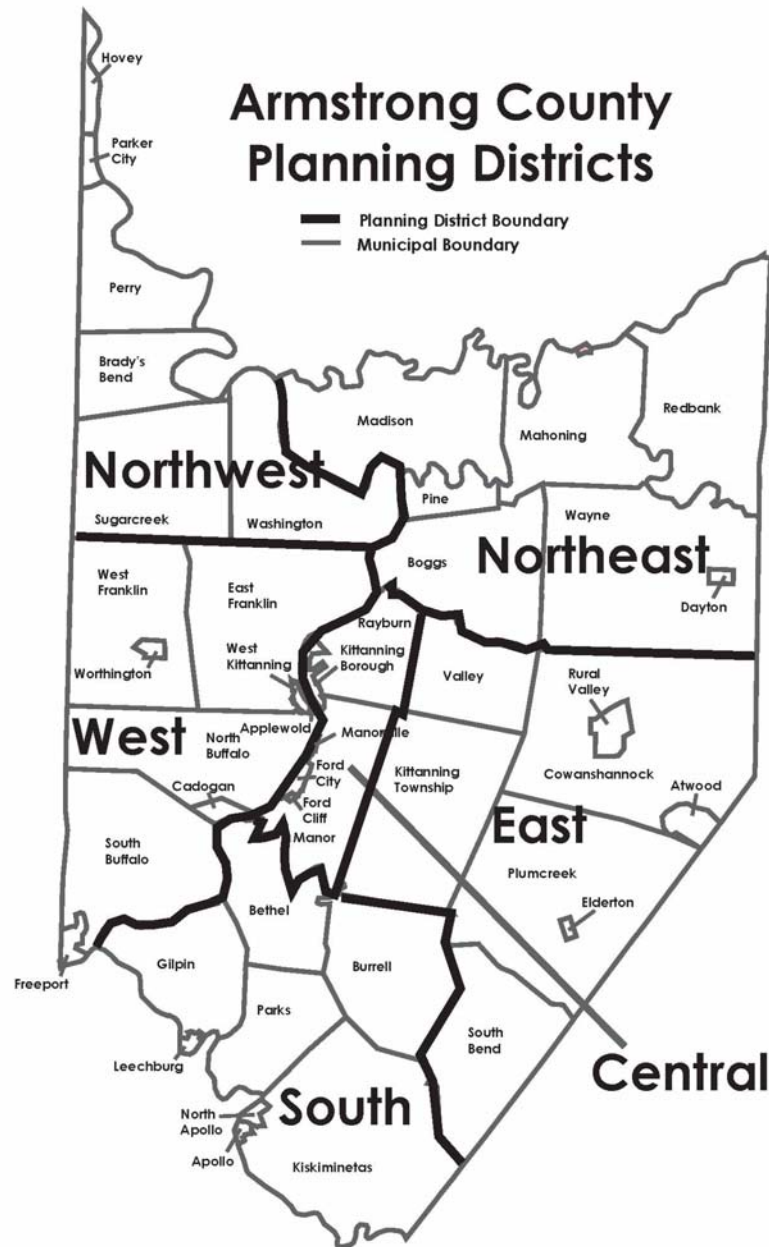 Hovey
Armstrong County
Planning Districts
Parker
City
Planning District Boundary
Municipal Boundary
Perry
Brady's
Bend
Madison
Redbank
Mahoning
Northwest
Pine
Sugarcreek
Washington
Wayne
Northeast
Boggs
West
Franklin
East
Franklin
Dayton
Rayburn
West
Kittanning
Kittanning
Borough
Worthington
Valley
Rural
Valley
West
North
Buffalo
Applewold
Manorville
Ford
City
Kittanning
Township
Cowanshannock
Cadogan
Atwood
Ford
Cliff
East
Manor
South
Buffalo
Plumcreek
Elderton
Bethel
Freeport
Gilpin
Burrell
Parks
South
Bend
Leechburg
Central
North
Apollo
South
Apollo
Kiskiminetas